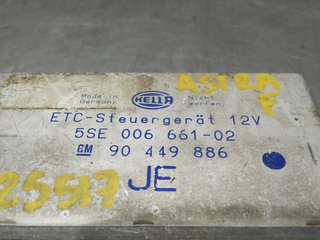 Made in Germany HELLA Nicht werfen ASTRA F
ETC-Steuergerät 12V
5SE 006 661-02
GM 90 449 886
25517 JE